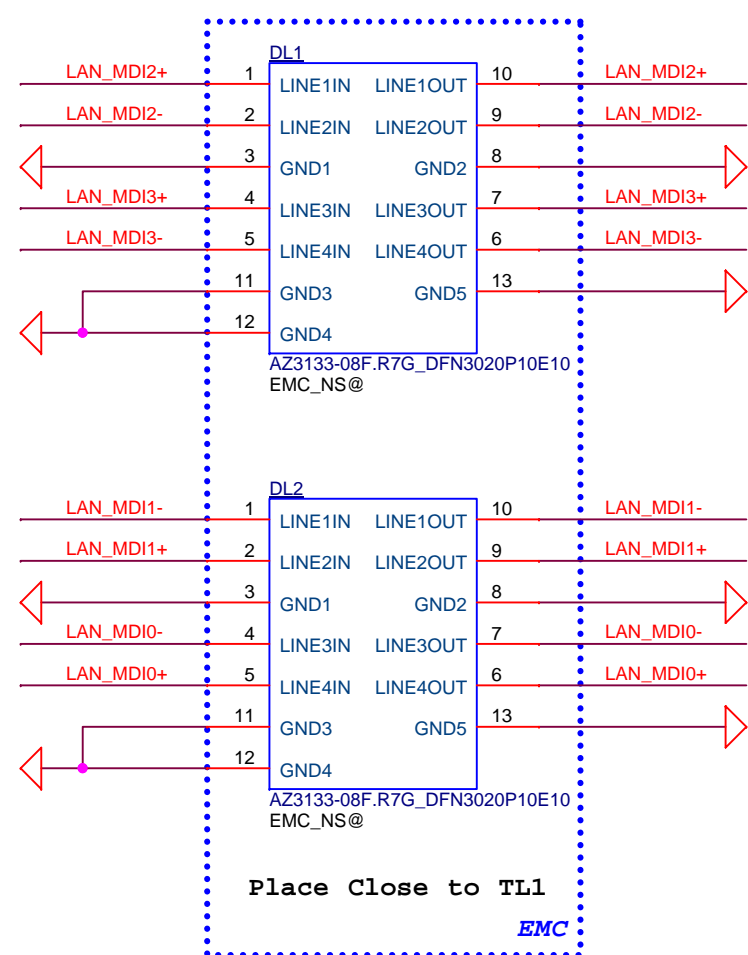 DL1
LAN_MDI2+ 1 LINE1IN LINE1OUT 10 LAN_MDI2+
LAN_MDI2- 2 LINE2IN LINE2OUT 9 LAN_MDI2-
3 GND1 GND2 8
LAN_MDI3+ 4 LINE3IN LINE3OUT 7 LAN_MDI3+
LAN_MDI3- 5 LINE4IN LINE4OUT 6 LAN_MDI3-
11 GND3 GND5 13
12 GND4
AZ3133-08F.R7G_DFN3020P10E10
EMC_NS@
DL2
LAN_MDI1- 1 LINE1IN LINE1OUT 10 LAN_MDI1-
LAN_MDI1+ 2 LINE2IN LINE2OUT 9 LAN_MDI1+
3 GND1 GND2 8
LAN_MDI0- 4 LINE3IN LINE3OUT 7 LAN_MDI0-
LAN_MDI0+ 5 LINE4IN LINE4OUT 6 LAN_MDI0+
11 GND3 GND5 13
12 GND4
AZ3133-08F.R7G_DFN3020P10E10
EMC_NS@
Place Close to TL1
EMC